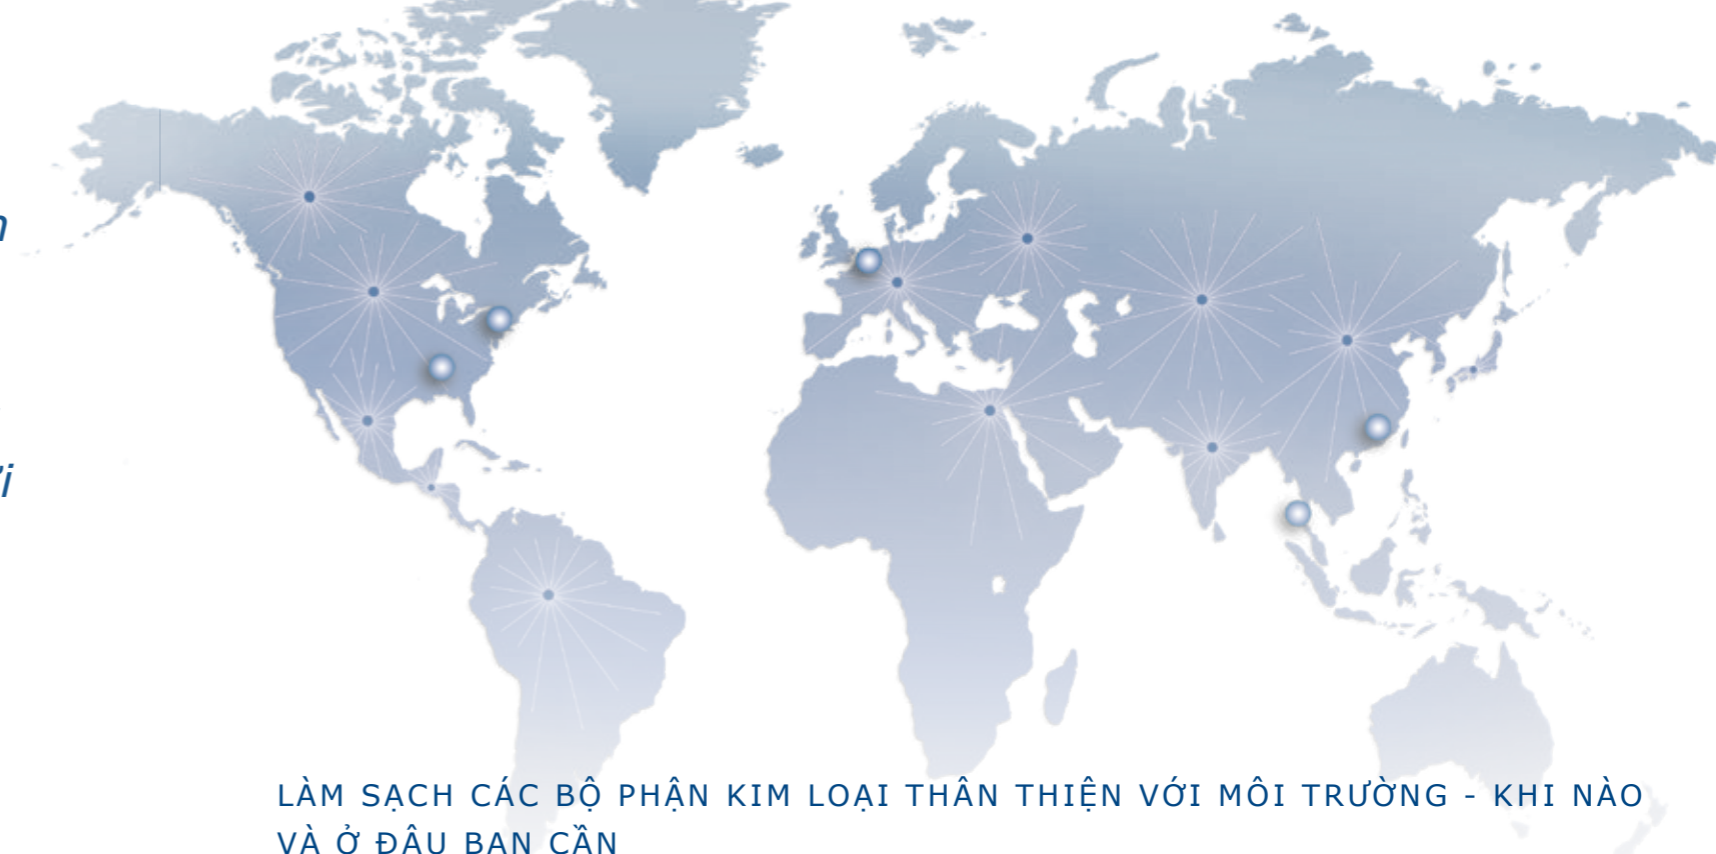 LÀM SẠCH CÁC BỘ PHẬN KIM LOẠI THÂN THIỆN VỚI MÔI TRƯỜNG - KHI NÀO
VÀ Ở ĐÂU BẠN CẦN